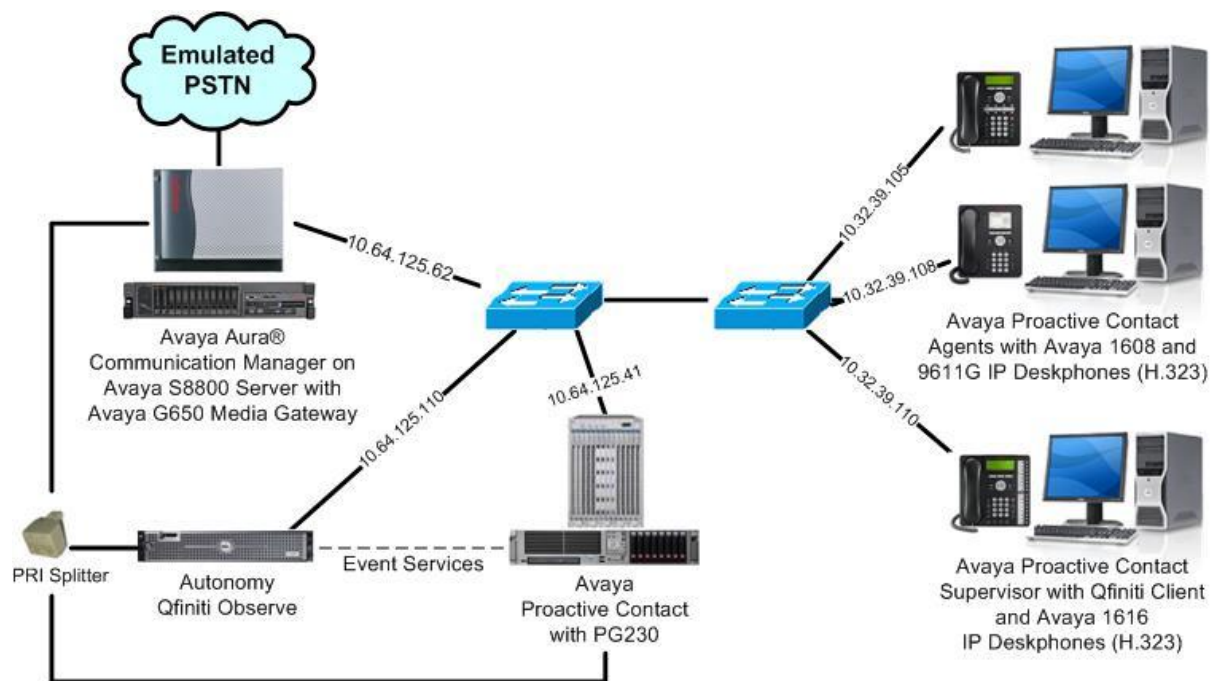 Emulated
PSTN
10.64.125.62
Avaya Aura®
Communication Manager on
Avaya S8800 Server with
Avaya G650 Media Gateway
10.64.125.110
10.64.125.41
10.32.39.105
10.32.39.108
10.32.39.110
Avaya Proactive Contact
Agents with Avaya 1608 and
9611G IP Deskphones (H.323)
PRI Splitter
Autonomy
Qfiniti Observe
Event Services
Avaya
Proactive Contact
with PG230
Avaya Proactive Contact
Supervisor with Qfiniti Client
and Avaya 1616
IP Deskphones (H.323)